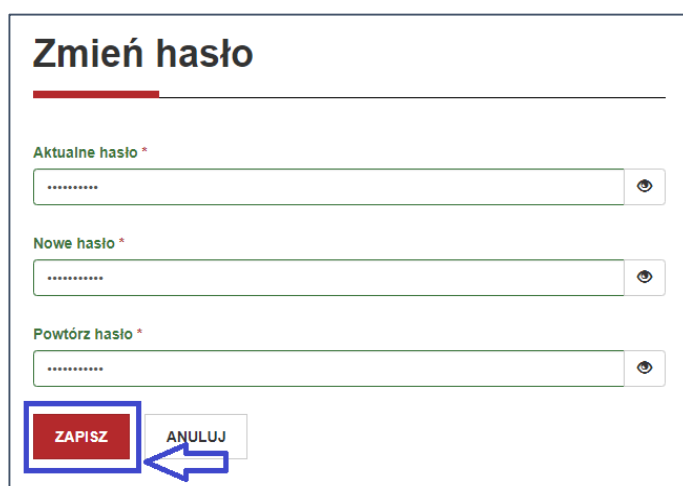 Zmień hasło
Aktualne hasło *
••••••••••
Nowe hasło *
•••••••••••
Powtórz hasło *
•••••••••••
ZAPISZ
ANULUJ